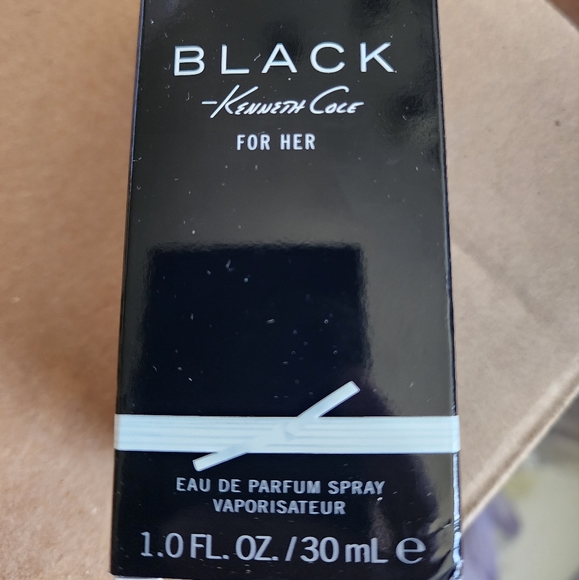 BLACK
-KENNETH COLE
FOR HER
EAU DE PARFUM SPRAY
VAPORISATEUR
1.0 FL. OZ. / 30 mL ℮